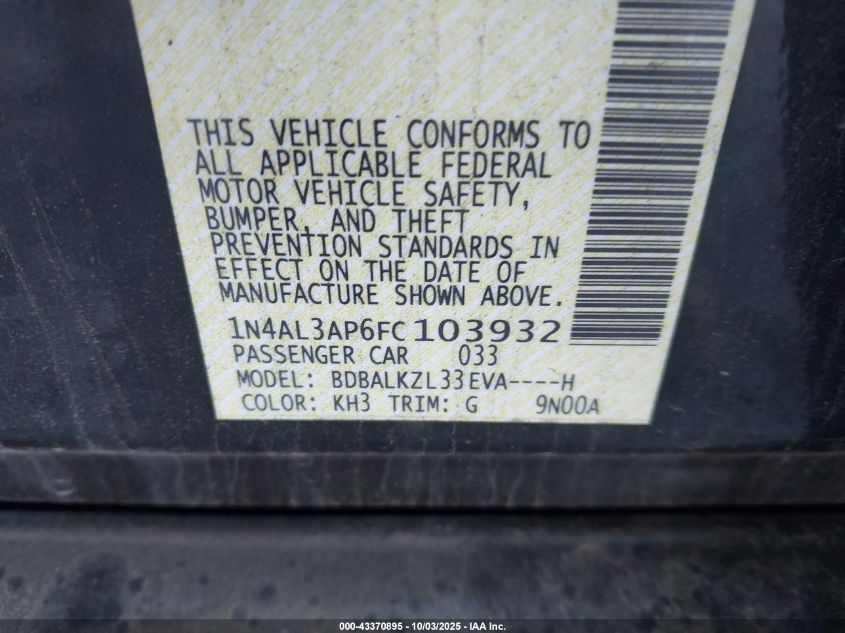 THIS VEHICLE CONFORMS TO
ALL APPLICABLE FEDERAL
MOTOR VEHICLE SAFETY,
BUMPER, AND THEFT
PREVENTION STANDARDS IN
EFFECT ON THE DATE OF
MANUFACTURE SHOWN ABOVE.
1N4AL3AP6FC103932
PASSENGER CAR 033
MODEL: BDBALKZL33EVA----H
COLOR: KH3 TRIM: G 9N00A
000-43370895 - 10/03/2025 - IAA Inc.